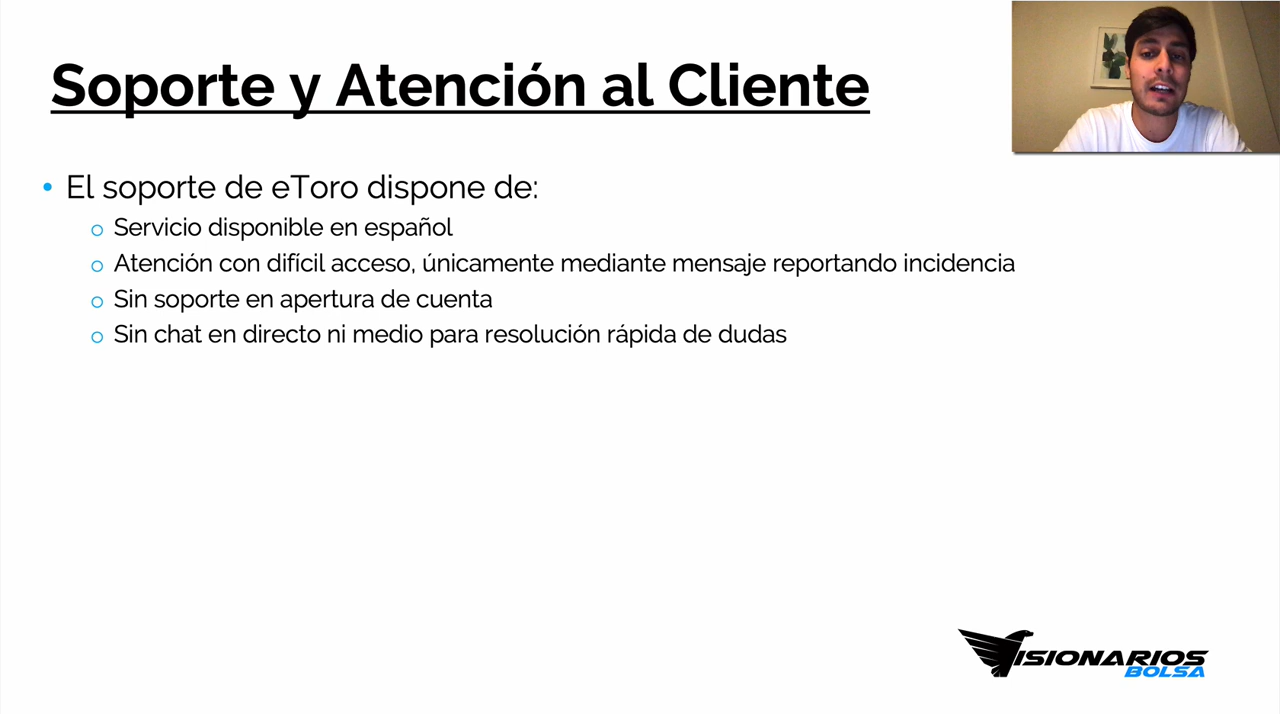 Soporte y Atención al Cliente
• El soporte de eToro dispone de:
o Servicio disponible en español
o Atención con difícil acceso, únicamente mediante mensaje reportando incidencia
o Sin soporte en apertura de cuenta
o Sin chat en directo ni medio para resolución rápida de dudas
VISIONARIOS
BOLSA